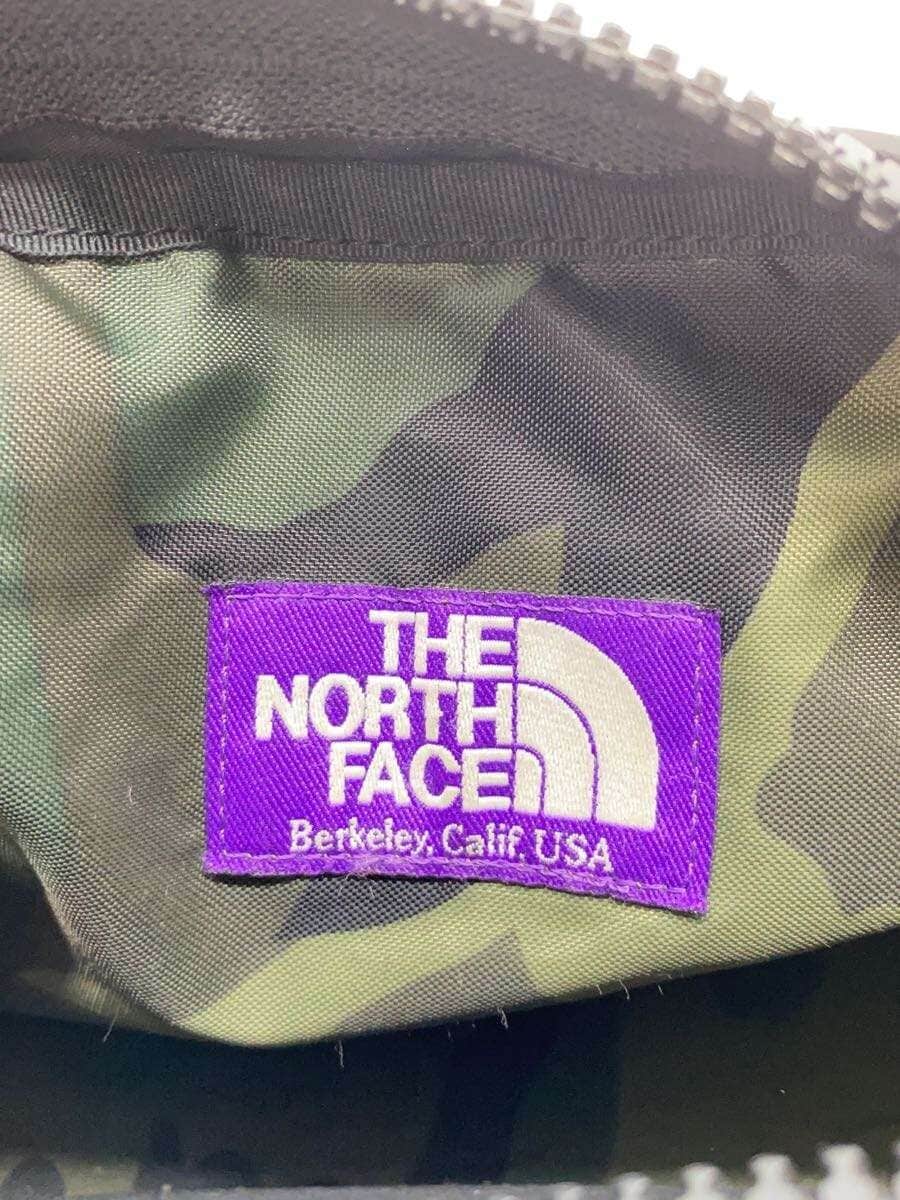 THE
NORTH
FACE
Berkeley, Calif. USA